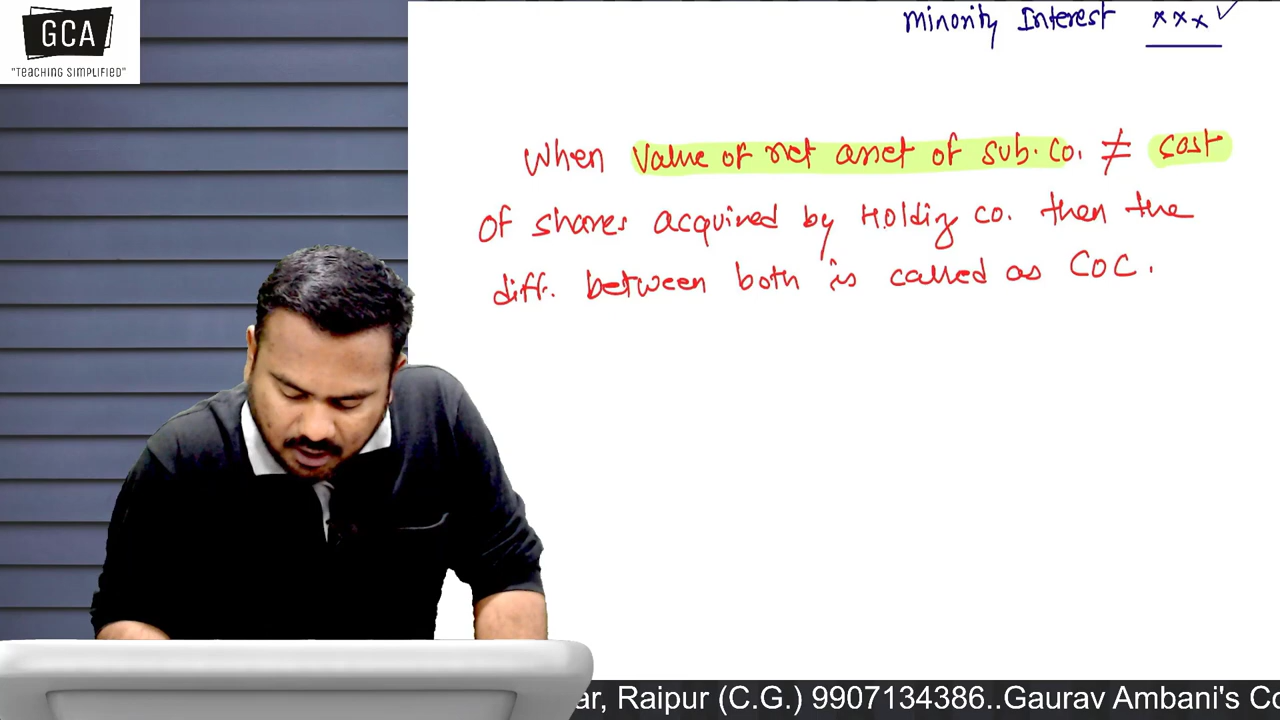 GCA
"TEACHING SIMPLIFIED"
Minority Interest xxx ✓
When Value of net asset of sub. co. ≠ cost
of shares acquired by Holding co. then the
diff. between both is called as COC.
ar, Raipur (C.G.) 9907134386..Gaurav Ambani's Co